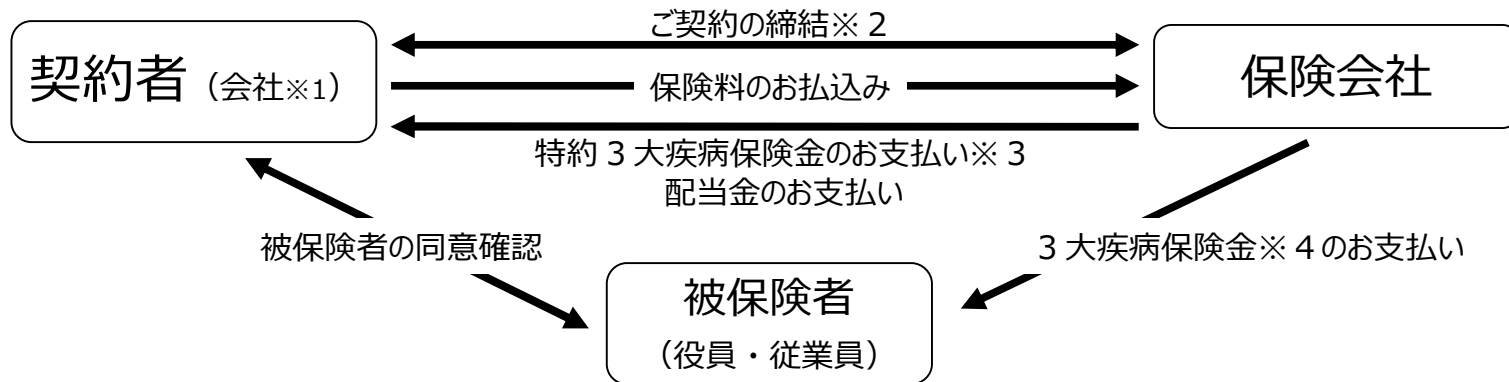 ご契約の締結※２
契約者（会社※1）
保険料のお払込み
保険会社
特約３大疾病保険金のお支払い※３
配当金のお支払い
被保険者の同意確認
３大疾病保険金※４のお支払い
被保険者
（役員・従業員）